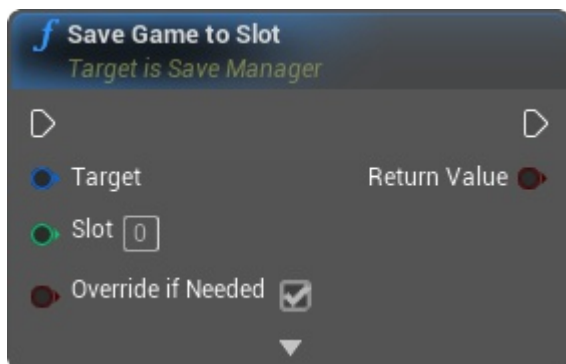 f Save Game to Slot
Target is Save Manager
Target Return Value
Slot 0
Override if Needed